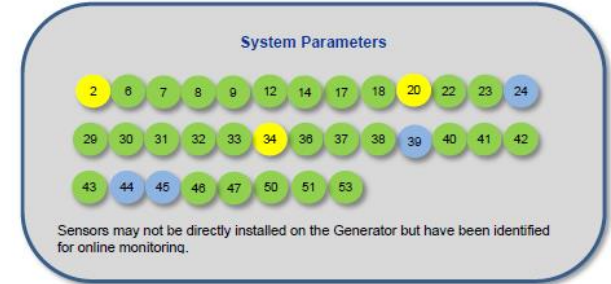 System Parameters
2 6 7 8 9 12 14 17 18 20 22 23 24
29 30 31 32 33 34 36 37 38 39 40 41 42
43 44 45 46 47 50 51 53
Sensors may not be directly installed on the Generator but have been identified
for online monitoring.